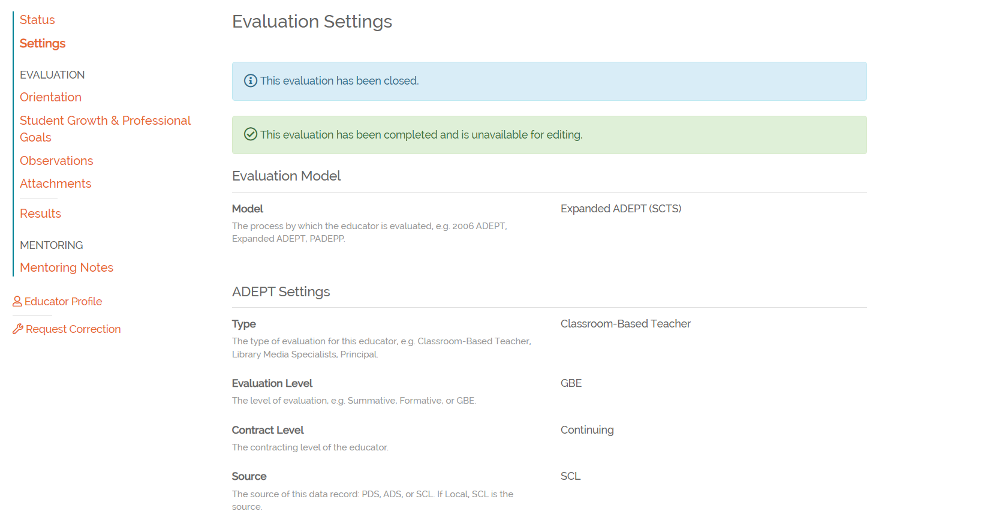 Status
Settings
EVALUATION
Orientation
Student Growth & Professional
Goals
Observations
Attachments
Results
MENTORING
Mentoring Notes
Educator Profile
Request Correction
Evaluation Settings
This evaluation has been closed.
This evaluation has been completed and is unavailable for editing.
Evaluation Model
Model
Expanded ADEPT (SCTS)
The process by which the educator is evaluated, e.g. 2006 ADEPT,
Expanded ADEPT, PADEPP.
ADEPT Settings
Type
Classroom-Based Teacher
The type of evaluation for this educator, e.g. Classroom-Based Teacher,
Library Media Specialists, Principal.
Evaluation Level
GBE
The level of evaluation, e.g. Summative, Formative, or GBE.
Contract Level
Continuing
The contracting level of the educator.
Source
SCL
The source of this data record: PDS, ADS, or SCL. If Local, SCL is the
source.